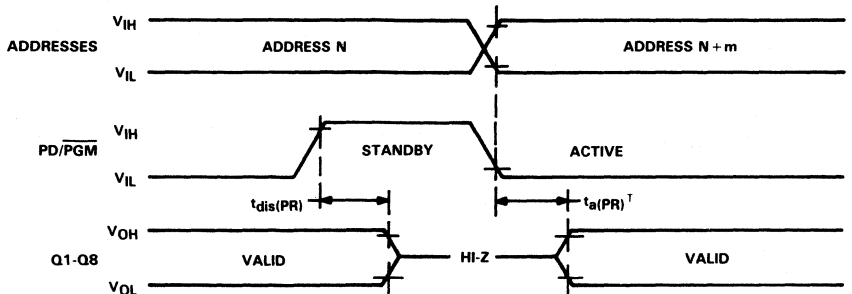 VIH
ADDRESSES ADDRESS N ADDRESS N + m
VIL
VIH
PD/PGM STANDBY ACTIVE
VIL
tdis(PR) ta(PR) T
VOH
Q1-Q8 VALID HI-Z VALID
VOL